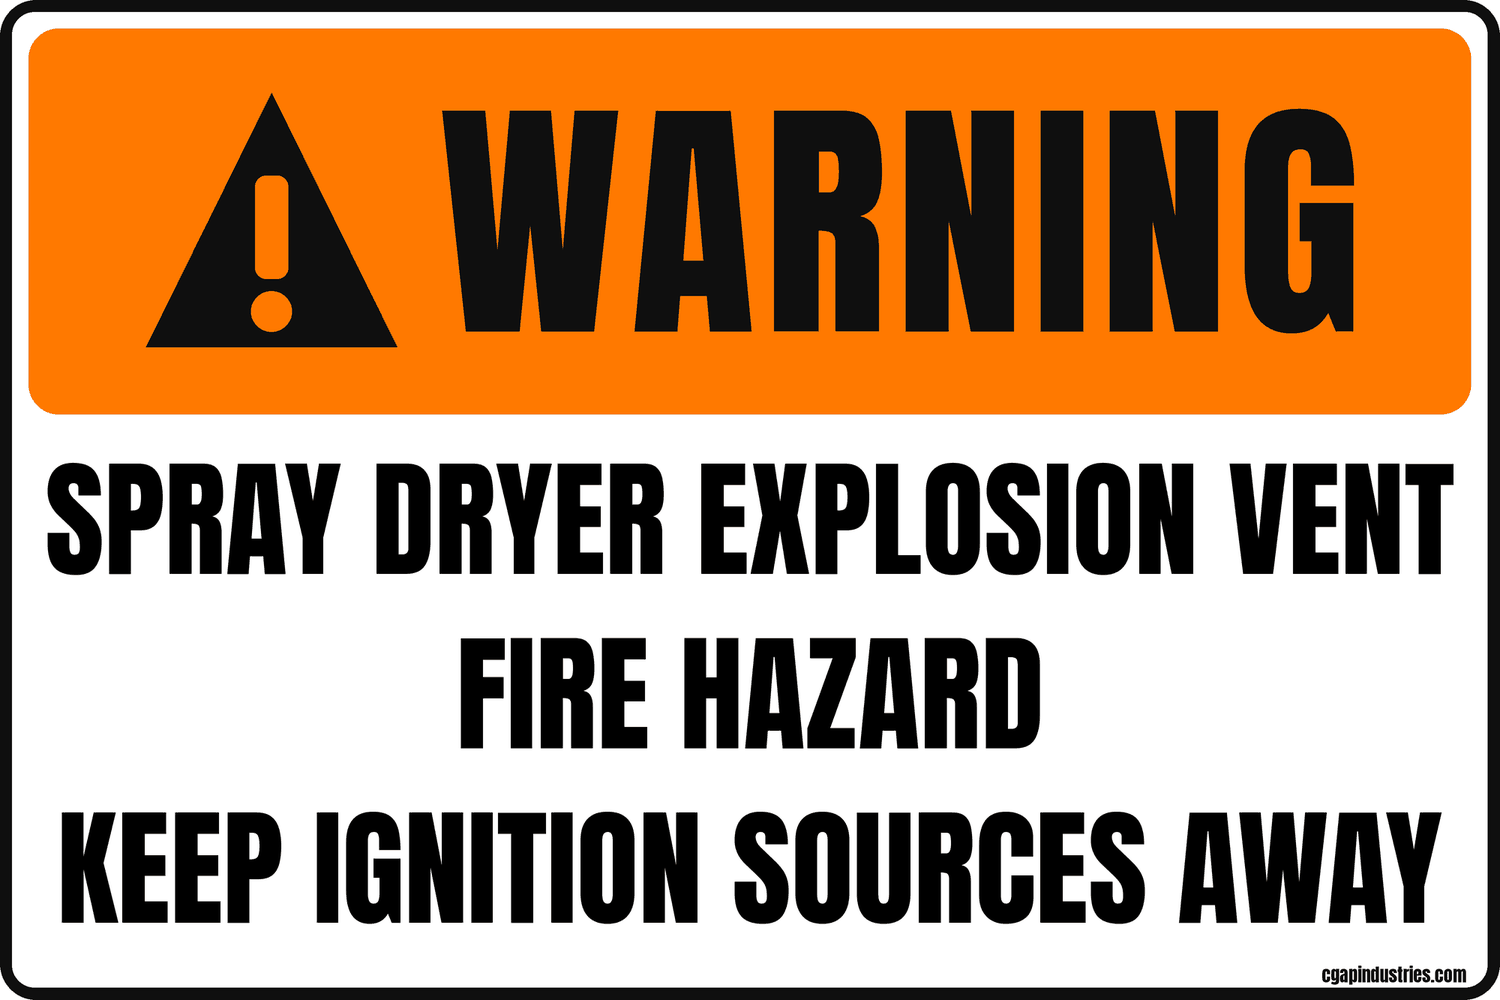 WARNING
SPRAY DRYER EXPLOSION VENT
FIRE HAZARD
KEEP IGNITION SOURCES AWAY
cgapindustries.com